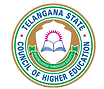 TELANGANA STATE
COUNCIL OF HIGHER EDUCATION